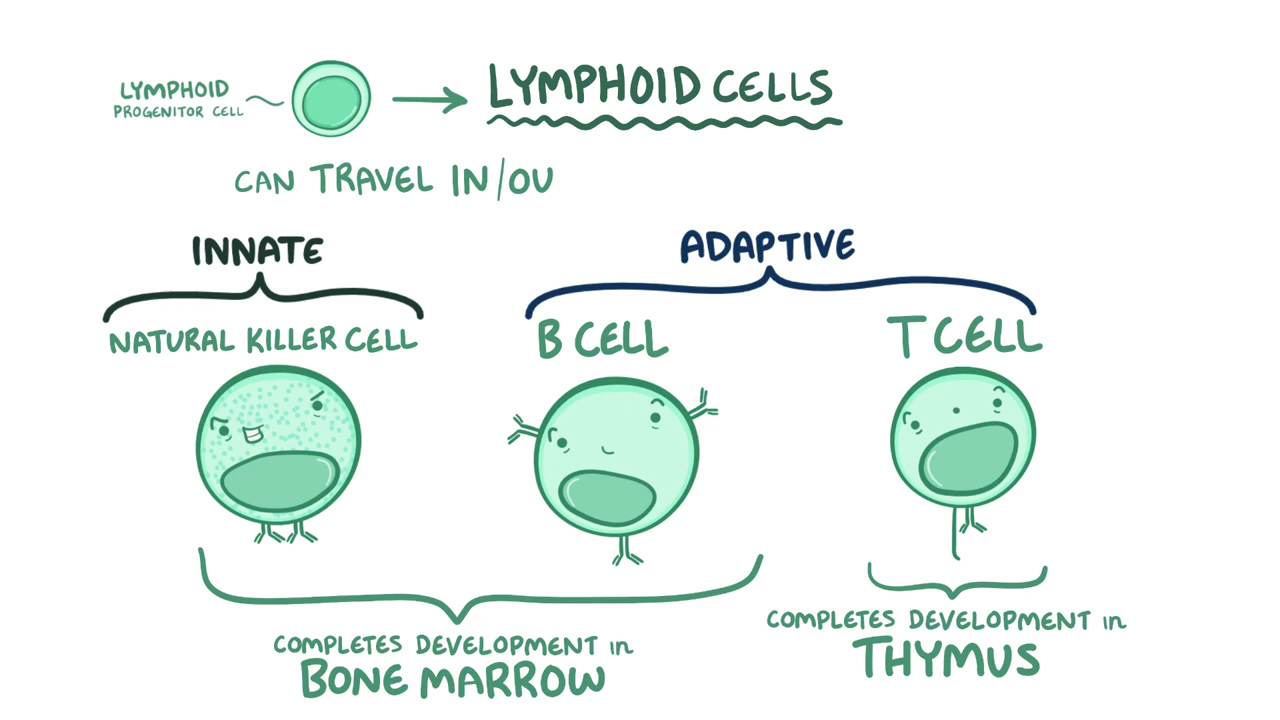 LYMPHOID
PROGENITOR CELL
LYMPHOID CELLS
CAN TRAVEL IN/OU
INNATE
ADAPTIVE
NATURAL KILLER CELL
B CELL
T CELL
COMPLETES DEVELOPMENT in
BONE MARROW
COMPLETES DEVELOPMENT in
THYMUS